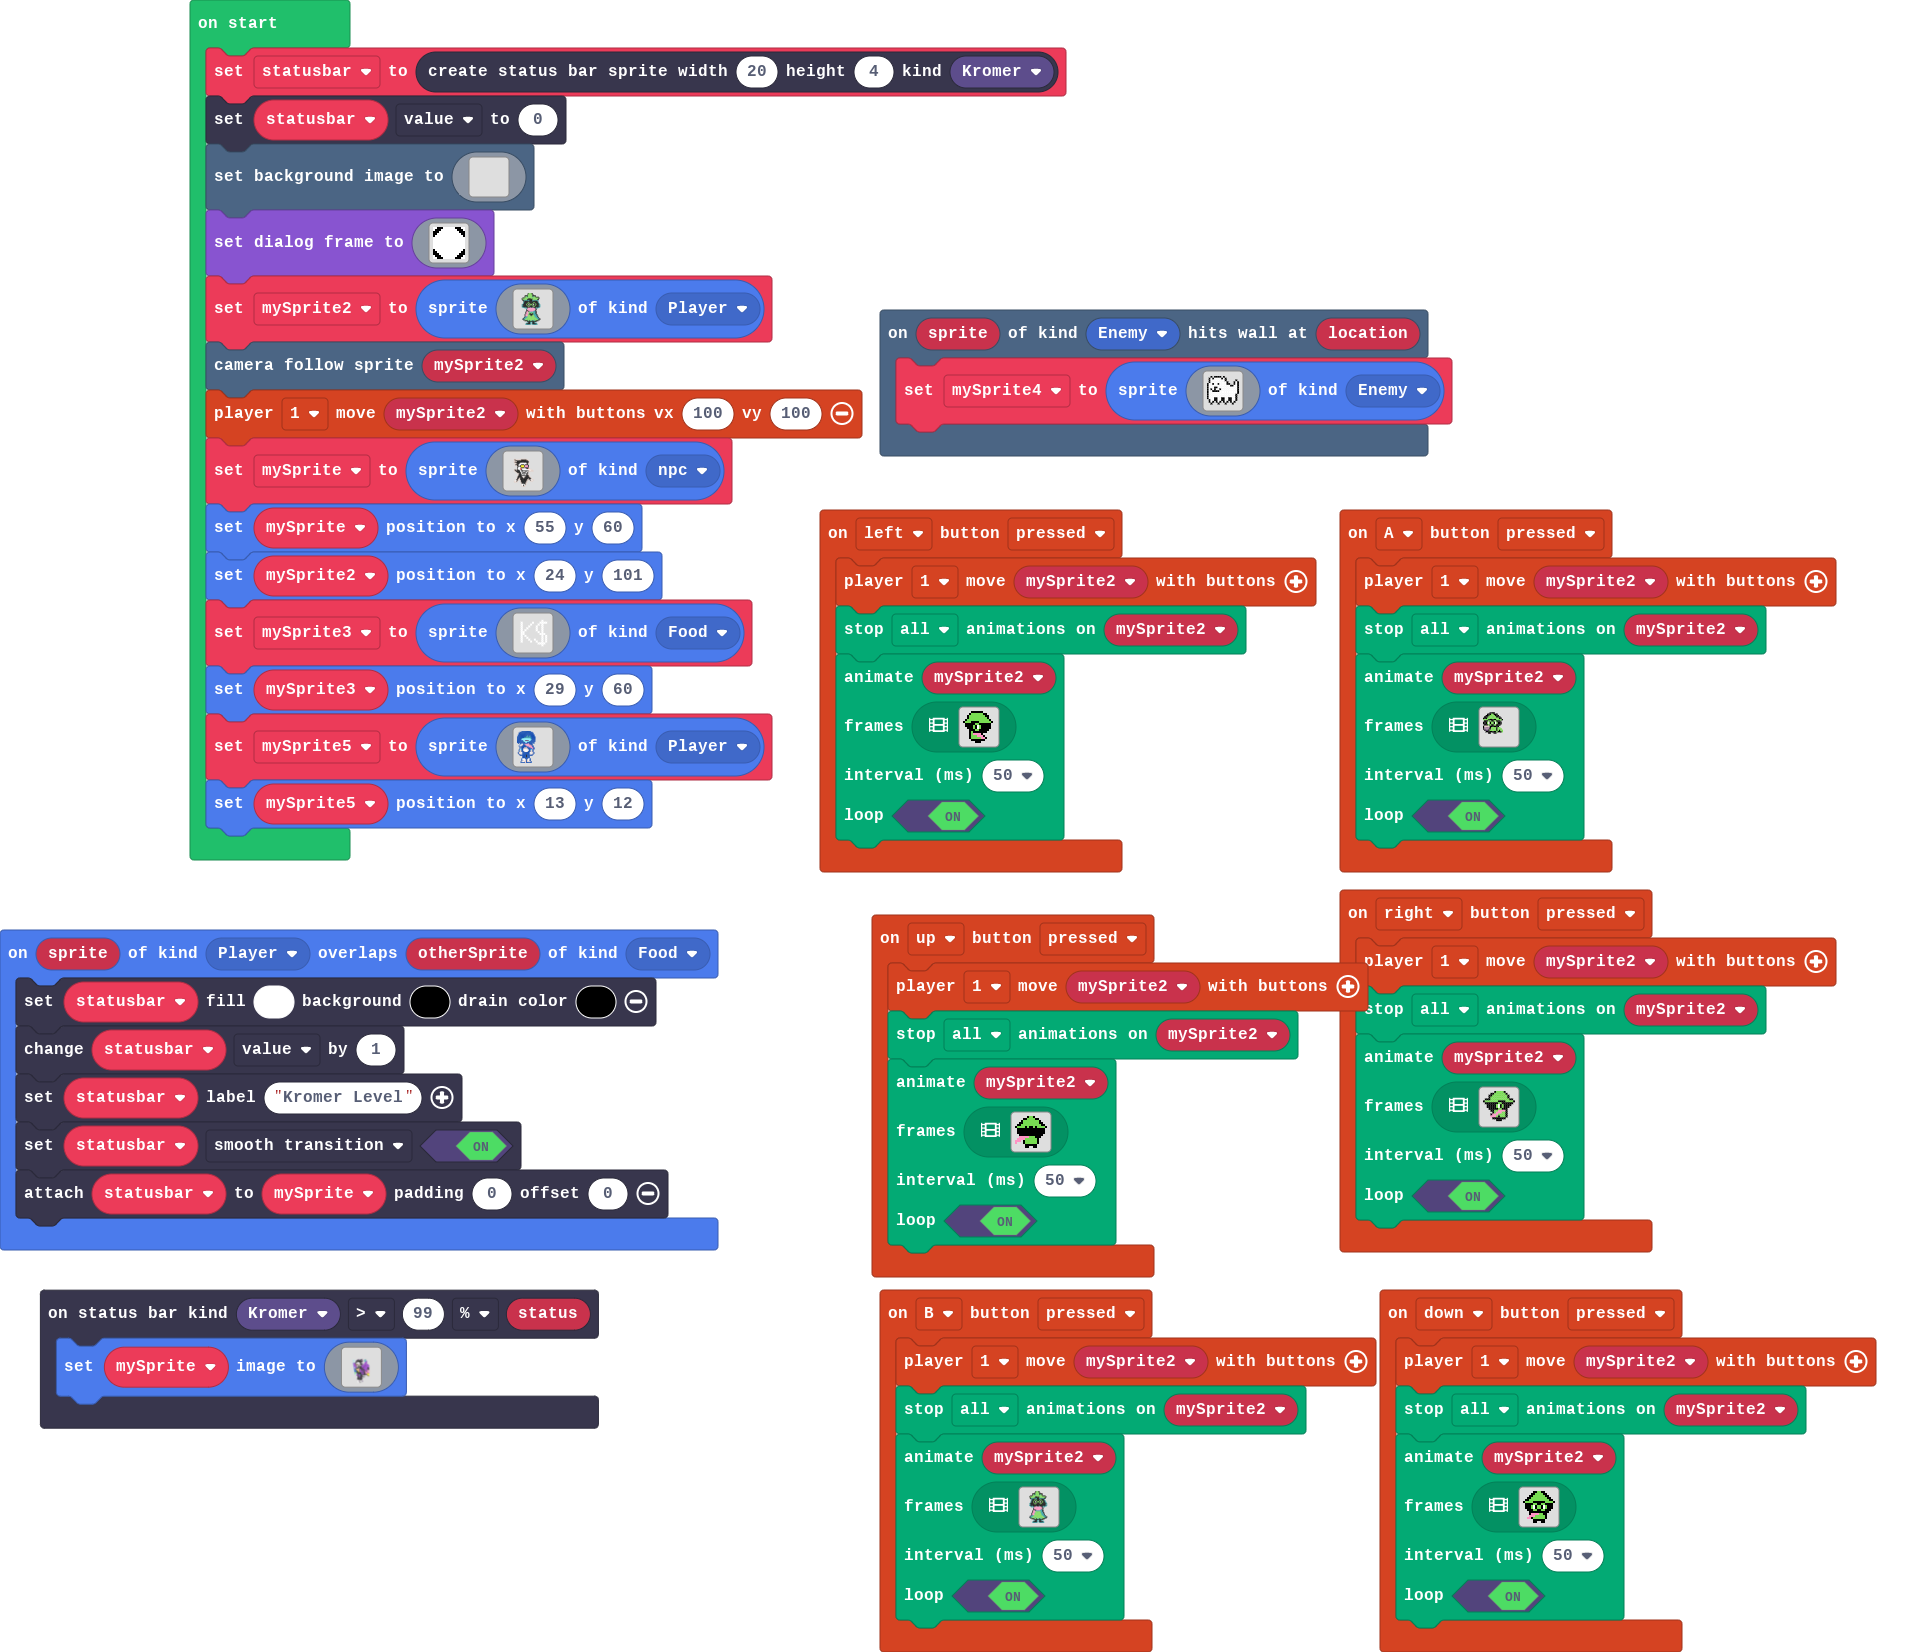 on start
set statusbar to create status bar sprite width 20 height 4 kind Kromer
set statusbar value to 0
set background image to
set dialog frame to
set mySprite2 to sprite of kind Player
camera follow sprite mySprite2
player 1 move mySprite2 with buttons vx 100 vy 100
set mySprite to sprite of kind npc
set mySprite position to x 55 y 60
set mySprite2 position to x 24 y 101
set mySprite3 to sprite K$ of kind Food
set mySprite3 position to x 29 y 60
set mySprite5 to sprite of kind Player
set mySprite5 position to x 13 y 12
on sprite of kind Enemy hits wall at location
set mySprite4 to sprite of kind Enemy
on left button pressed
player 1 move mySprite2 with buttons
stop all animations on mySprite2
animate mySprite2
frames
interval (ms) 50
loop ON
on A button pressed
player 1 move mySprite2 with buttons
stop all animations on mySprite2
animate mySprite2
frames
interval (ms) 50
loop ON
on sprite of kind Player overlaps otherSprite of kind Food
set statusbar fill background drain color
change statusbar value by 1
set statusbar label "Kromer Level"
set statusbar smooth transition ON
attach statusbar to mySprite padding 0 offset 0
on up button pressed
player 1 move mySprite2 with buttons
stop all animations on mySprite2
animate mySprite2
frames
interval (ms) 50
loop ON
on right button pressed
player 1 move mySprite2 with buttons
stop all animations on mySprite2
animate mySprite2
frames
interval (ms) 50
loop ON
on status bar kind Kromer > 99 % status
set mySprite image to
on B button pressed
player 1 move mySprite2 with buttons
stop all animations on mySprite2
animate mySprite2
frames
interval (ms) 50
loop ON
on down button pressed
player 1 move mySprite2 with buttons
stop all animations on mySprite2
animate mySprite2
frames
interval (ms) 50
loop ON